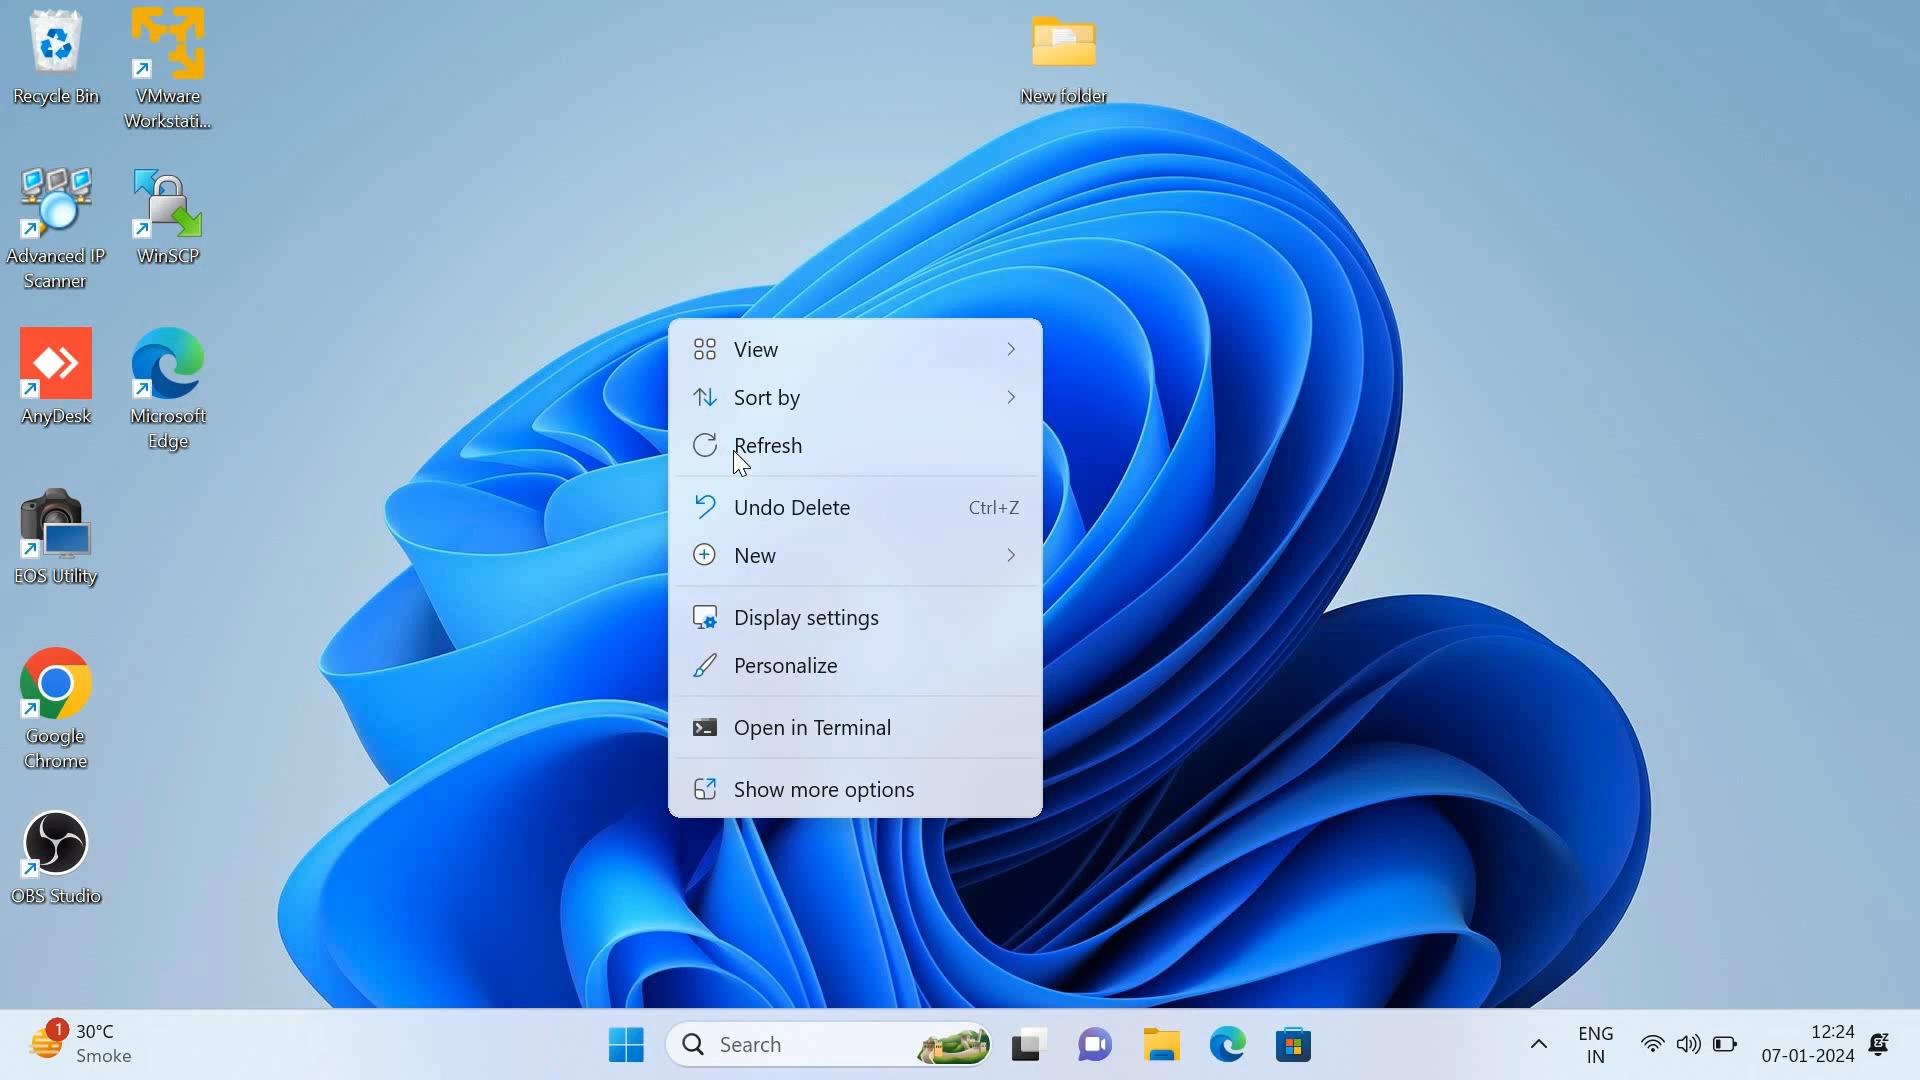 Recycle Bin
VMware
Workstati...
New folder
Advanced IP
Scanner
WinSCP
AnyDesk
Microsoft
Edge
EOS Utility
Google
Chrome
OBS Studio
View
Sort by
Refresh
Undo Delete Ctrl+Z
New
Display settings
Personalize
Open in Terminal
Show more options
1
30°C
Smoke
Search
ENG
IN
12:24
07-01-2024